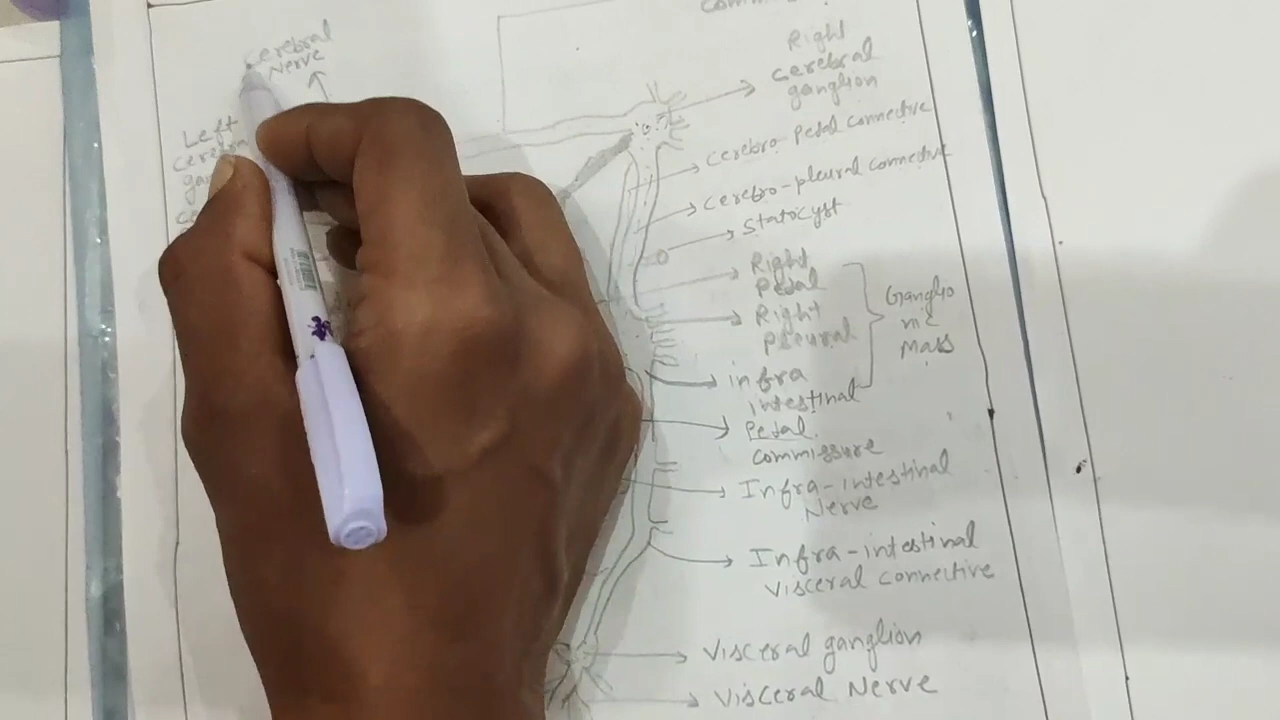 Cerebral
Nerve
Left
Right
Cerebral
ganglion
Cerebro-Pedal Connective
Cerebro-pleural Connective
Statocyst
Right
Pedal
Right
Pleural
Ganglio
nic
Mass
infra
intestinal
Pedal
Commissure
Infra-intestinal
Nerve
Infra-intestinal
Visceral Connective
Visceral ganglion
Visceral Nerve